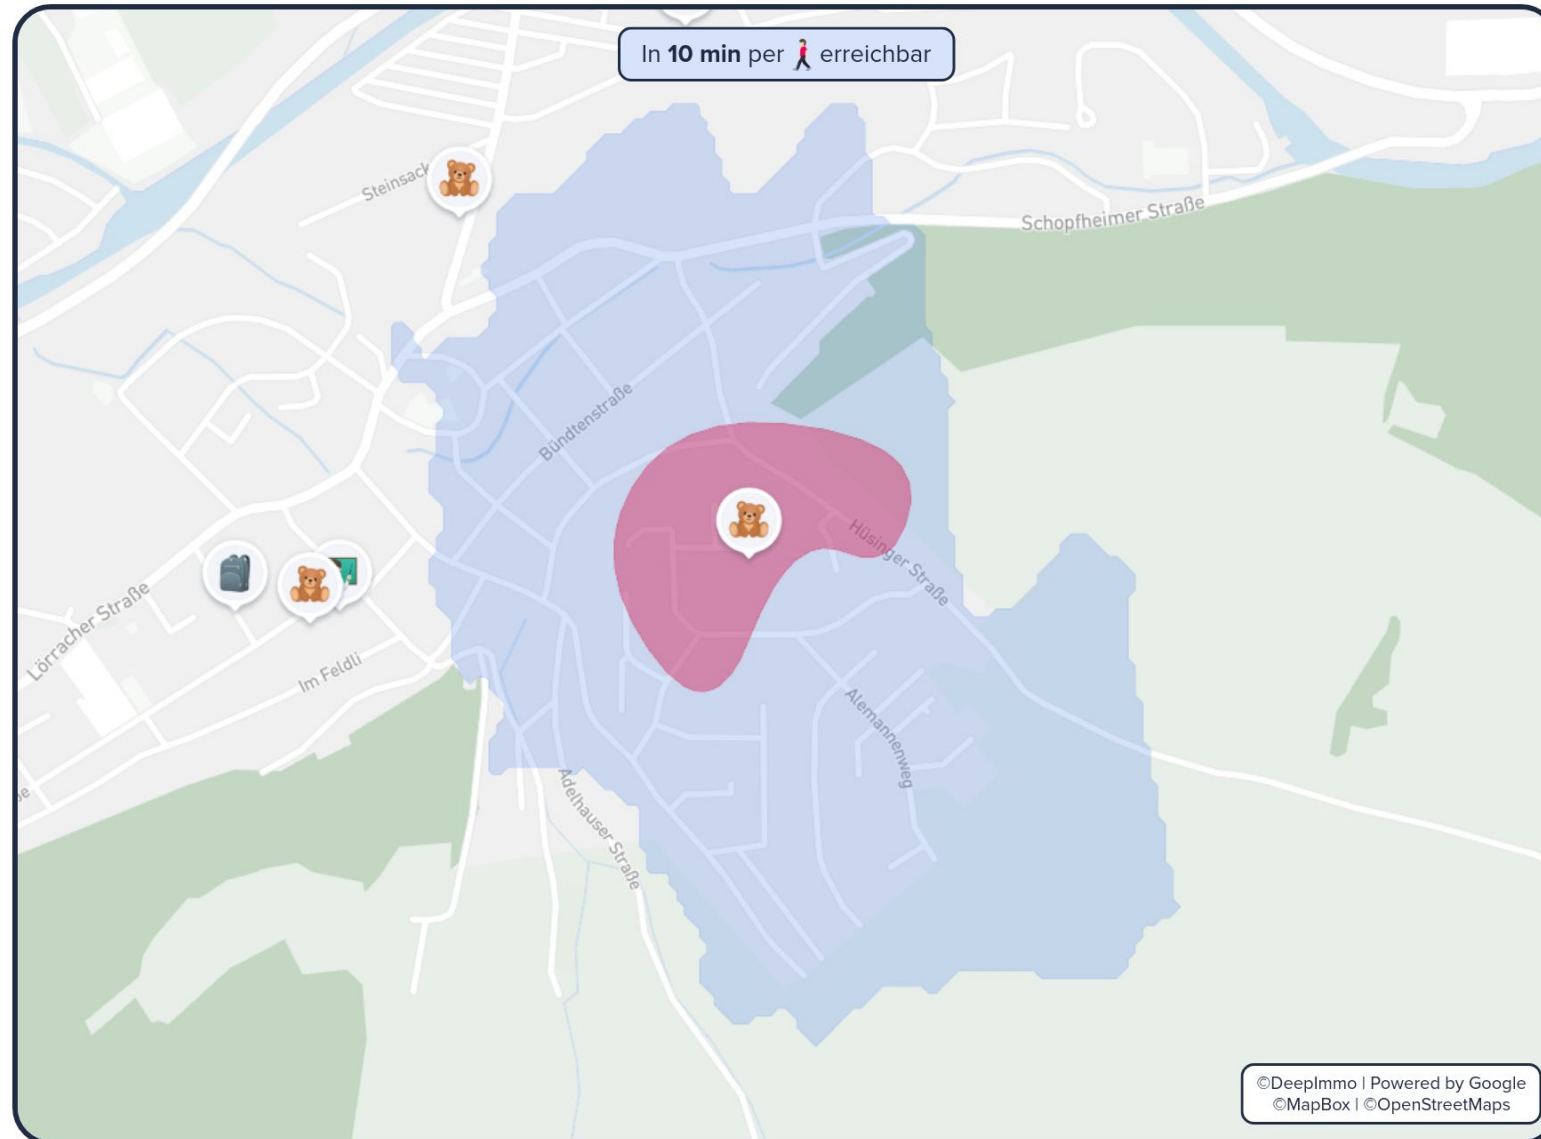 In 10 min per erreichbar
Steinsack
Schopfheimer Straße
Bündtenstraße
Hüsinger Straße
Lörracher Straße
Im Feldli
Alemannenweg
Adelhauser Straße
©DeepImmo | Powered by Google
©MapBox | ©OpenStreetMaps